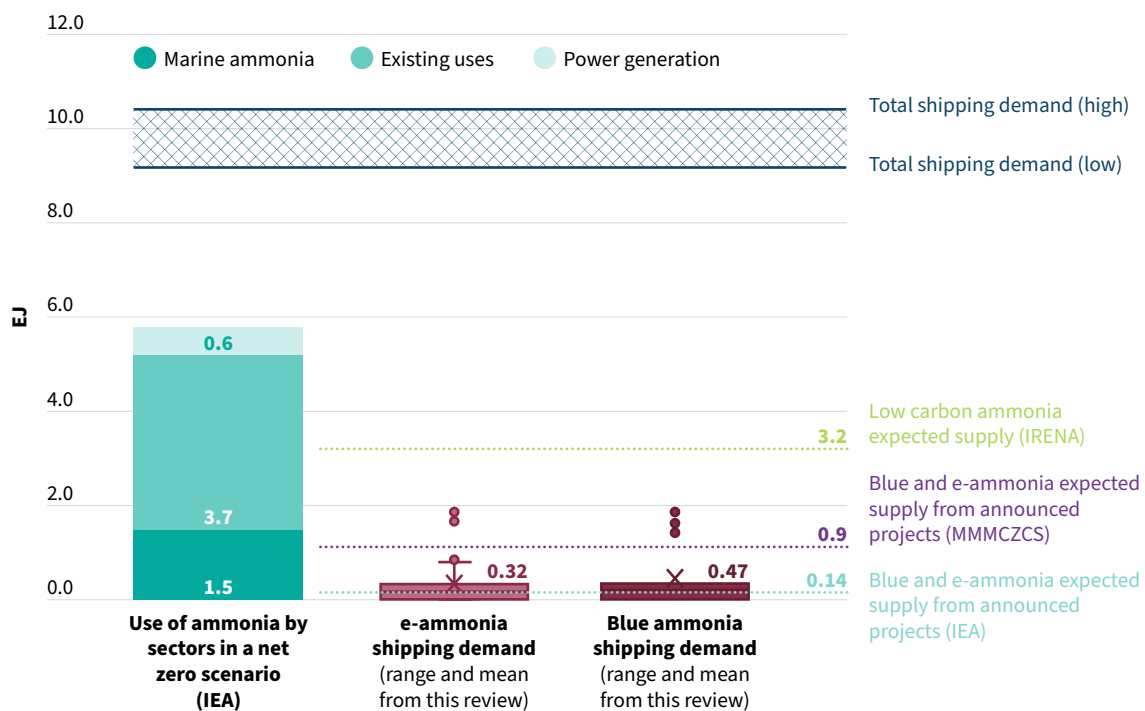 12.0
Marine ammonia
Existing uses
Power generation
10.0
Total shipping demand (high)
Total shipping demand (low)
8.0
EJ
6.0
0.6
4.0
Low carbon ammonia
expected supply (IRENA)
3.2
2.0
Blue and e-ammonia expected
supply from announced
projects (MMMCZCS)
3.7
0.9
0.0
1.5
0.32
0.47
0.14
Blue and e-ammonia expected
supply from announced
projects (IEA)
Use of ammonia by
sectors in a net
zero scenario
(IEA)
e-ammonia
shipping demand
(range and mean
from this review)
Blue ammonia
shipping demand
(range and mean
from this review)